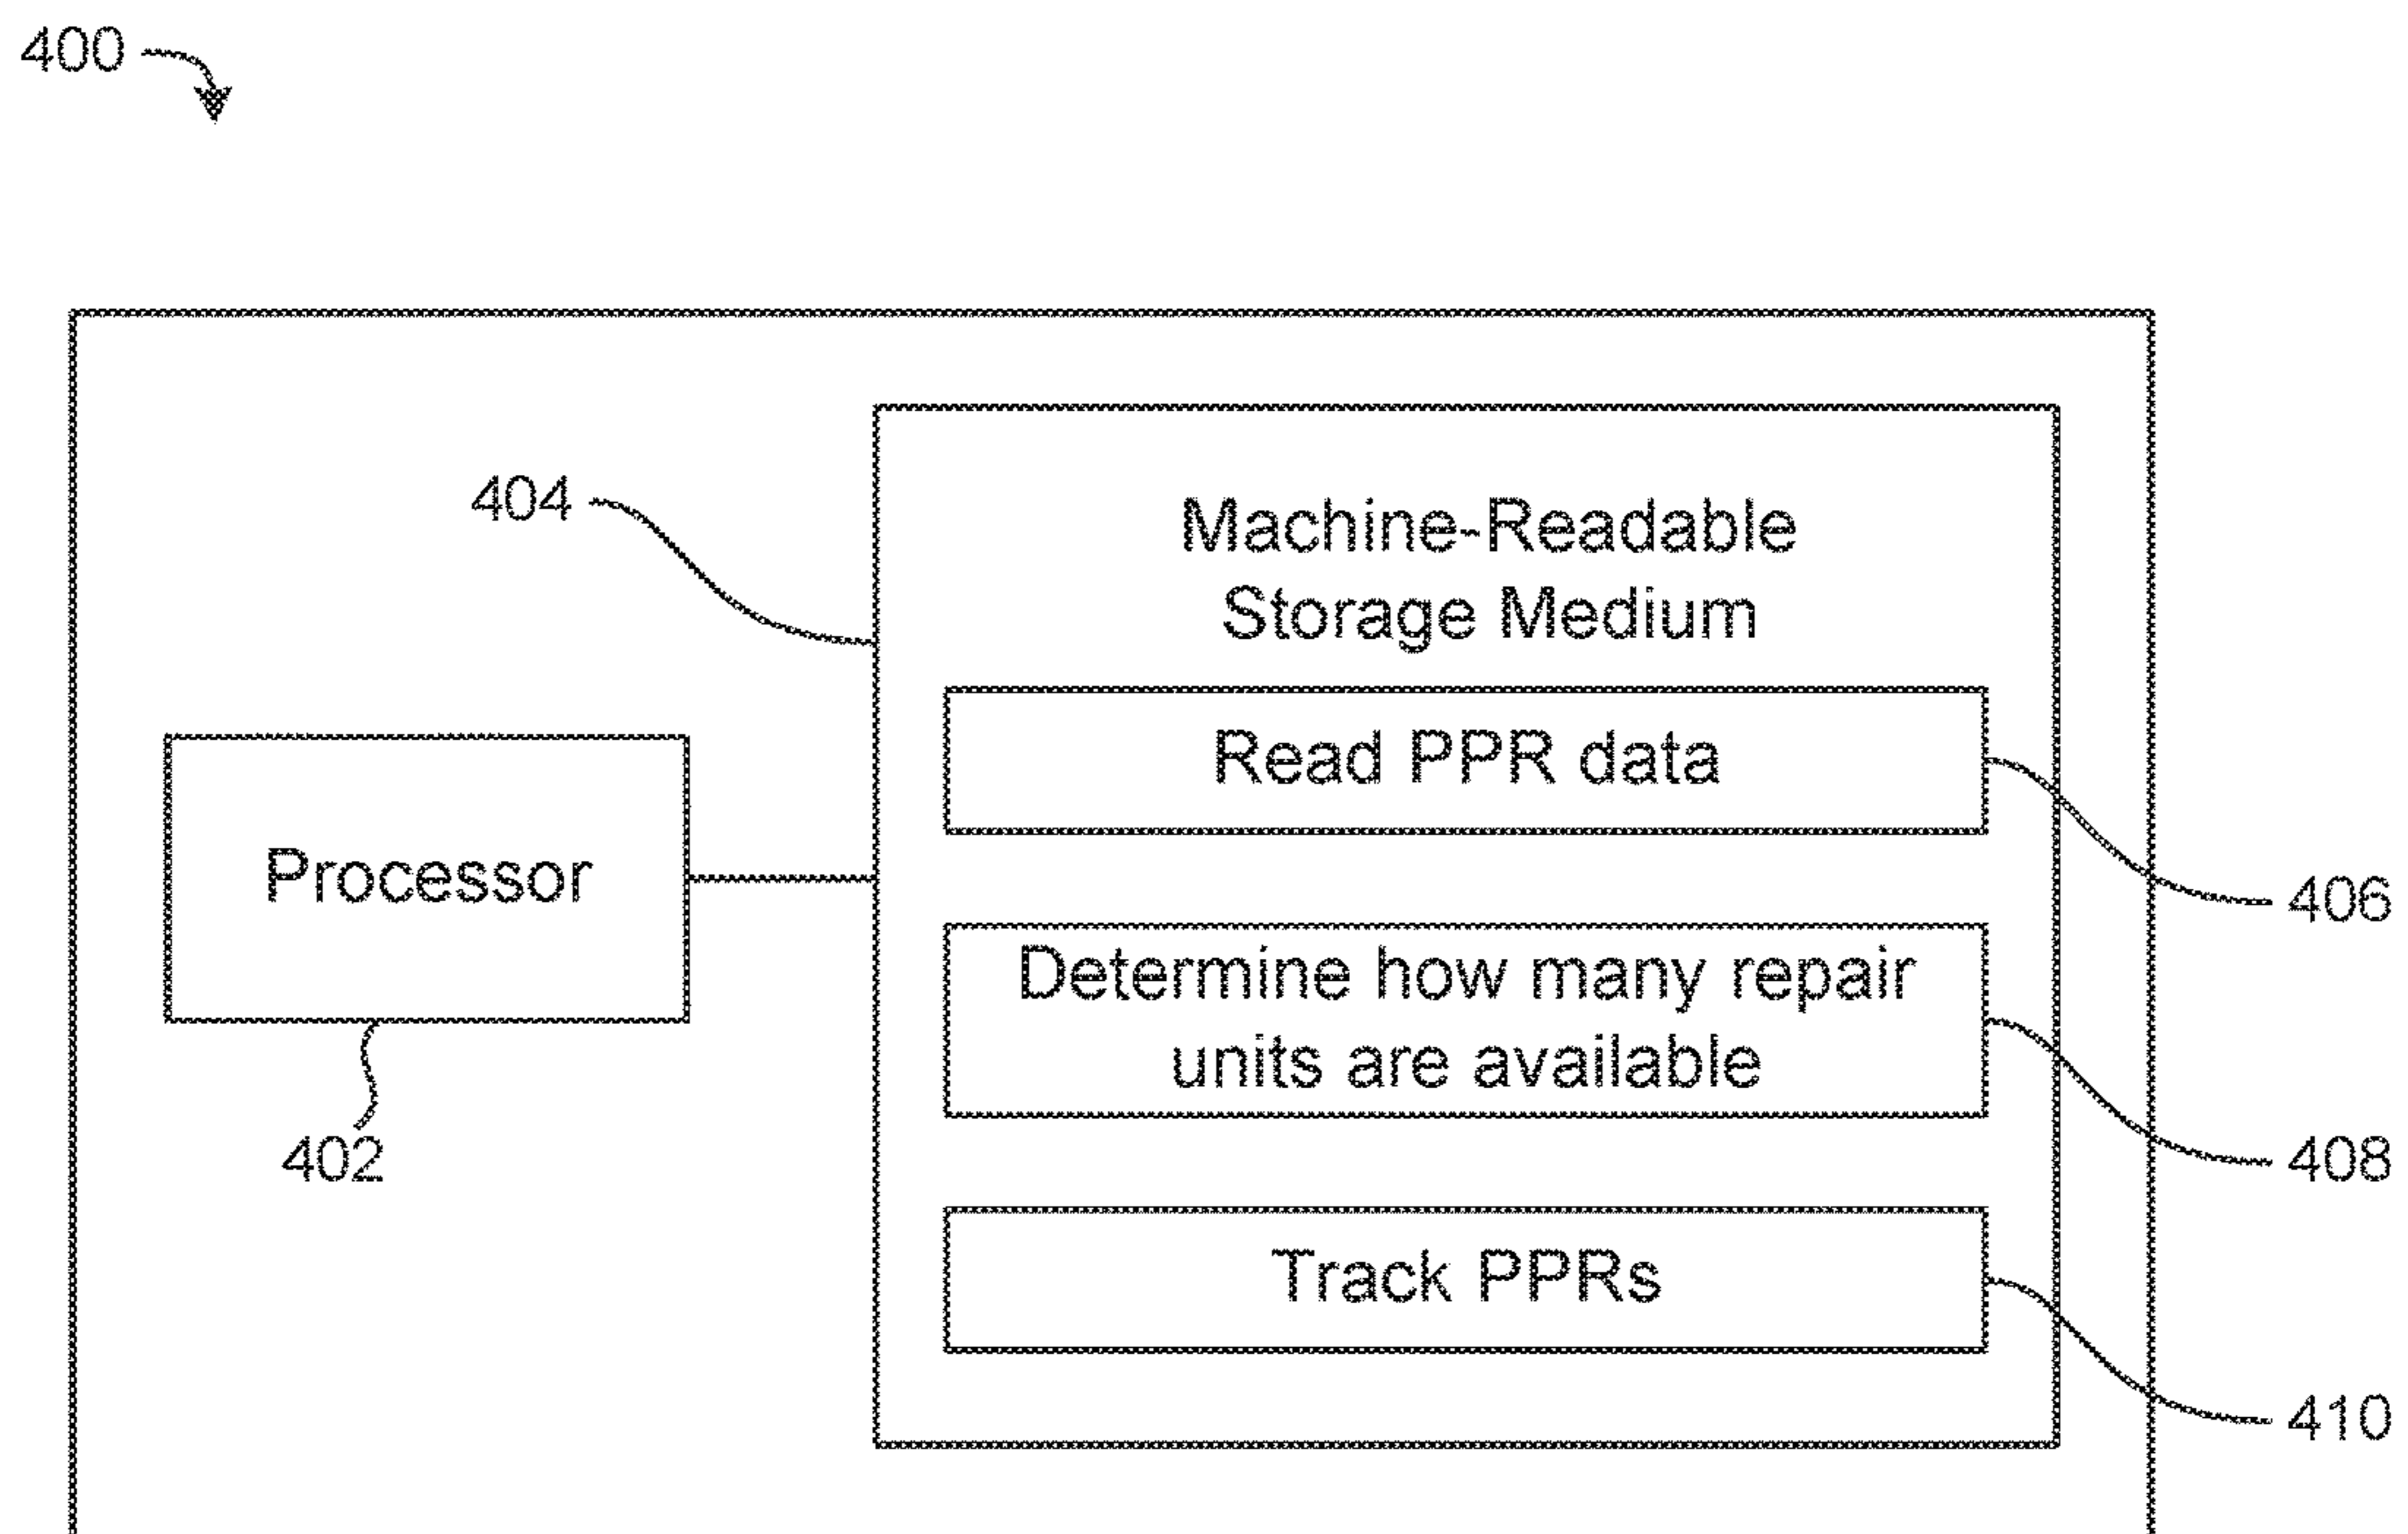 400
404
Machine-Readable
Storage Medium
Read PPR data
Processor
406
Determine how many repair
units are available
402
408
Track PPRs
410